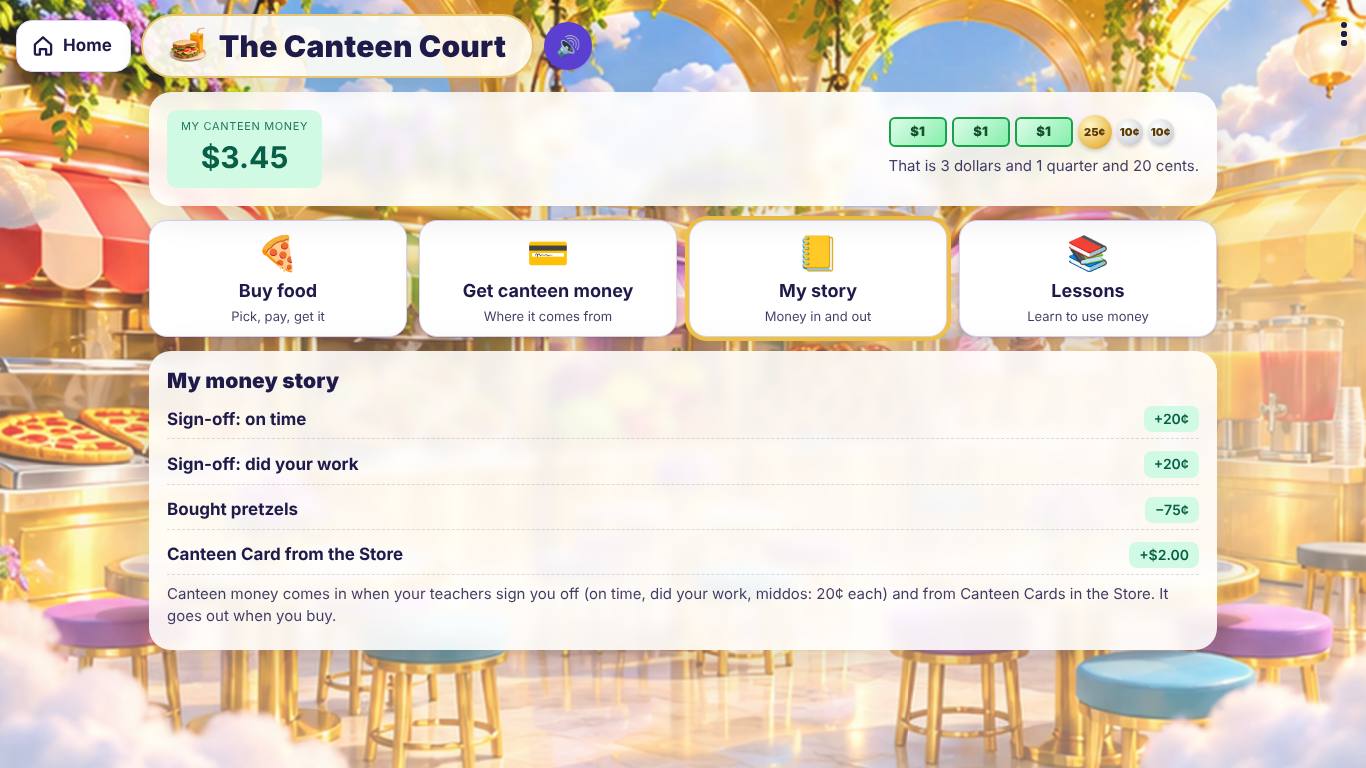 Home
The Canteen Court
MY CANTEEN MONEY
$3.45
$1 $1 $1 25¢ 10¢ 10¢
That is 3 dollars and 1 quarter and 20 cents.
Buy food
Pick, pay, get it
Get canteen money
Where it comes from
My story
Money in and out
Lessons
Learn to use money
My money story
Sign-off: on time +20¢
Sign-off: did your work +20¢
Bought pretzels −75¢
Canteen Card from the Store +$2.00
Canteen money comes in when your teachers sign you off (on time, did your work, middos: 20¢ each) and from Canteen Cards in the Store. It
goes out when you buy.